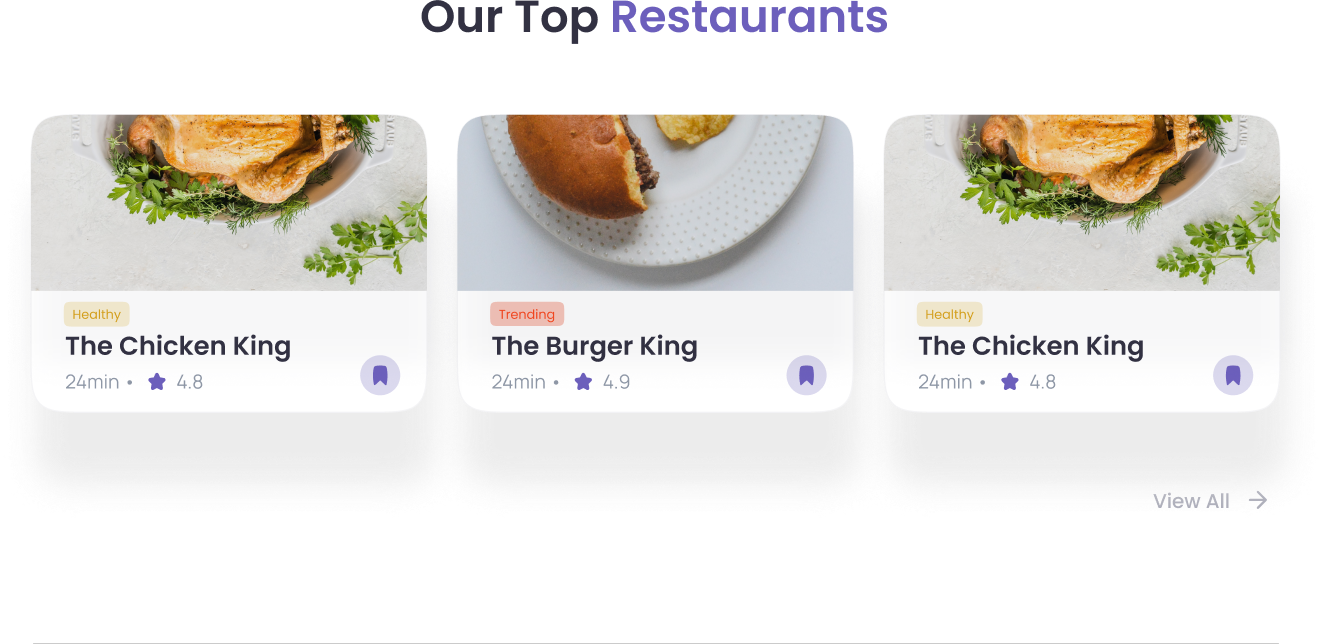 Our Top Restaurants
Healthy
The Chicken King
24min • 4.8
Trending
The Burger King
24min • 4.9
Healthy
The Chicken King
24min • 4.8
View All